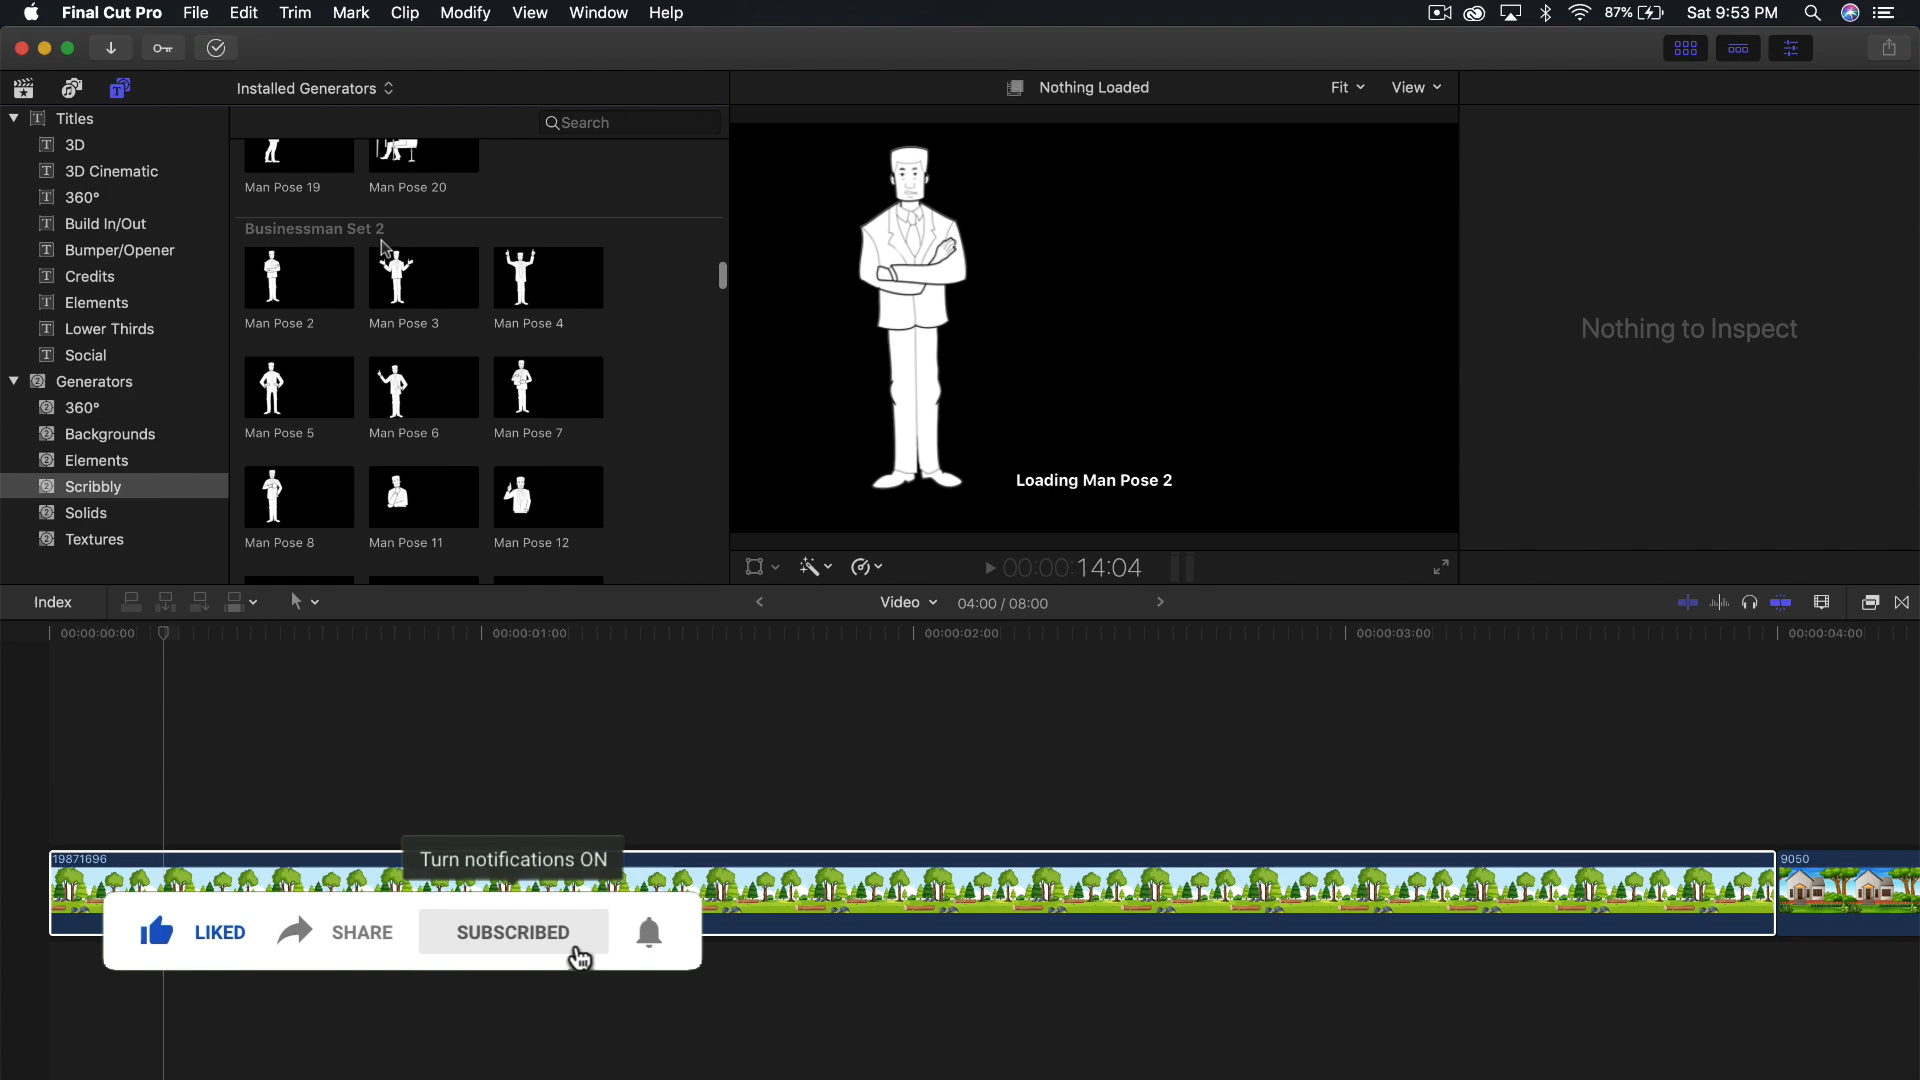 Final Cut Pro File Edit Trim Mark Clip Modify View Window Help 87% Sat 9:53 PM
Installed Generators Nothing Loaded Fit View
Titles
Search
3D
3D Cinematic
360°
Build In/Out
Bumper/Opener
Credits
Elements
Lower Thirds
Social
Generators
360°
Backgrounds
Elements
Scribbly
Solids
Textures
Man Pose 19 Man Pose 20
Businessman Set 2
Man Pose 2 Man Pose 3 Man Pose 4
Man Pose 5 Man Pose 6 Man Pose 7
Man Pose 8 Man Pose 11 Man Pose 12
Loading Man Pose 2
00:00:14:04
Nothing to Inspect
Index Video 04:00 / 08:00
00:00:00:00 00:00:01:00 00:00:02:00 00:00:03:00 00:00:04:00
19871696 9050
Turn notifications ON
LIKED SHARE SUBSCRIBED